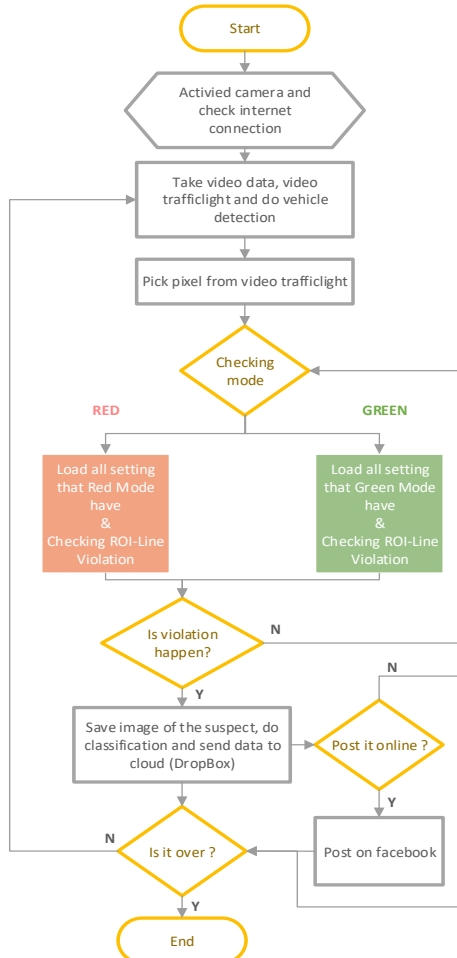 Start
Activied camera and
check internet
connection
Take video data, video
trafficlight and do vehicle
detection
Pick pixel from video trafficlight
Checking
mode
RED
GREEN
Load all setting
that Red Mode
have
&
Checking ROI-Line
Violation
Load all setting
that Green Mode
have
&
Checking ROI-Line
Violation
Is violation
happen?
N
N
Y
Save image of the suspect, do
classification and send data to
cloud (DropBox)
Post it online ?
Y
N
Is it over ?
Post on facebook
Y
End